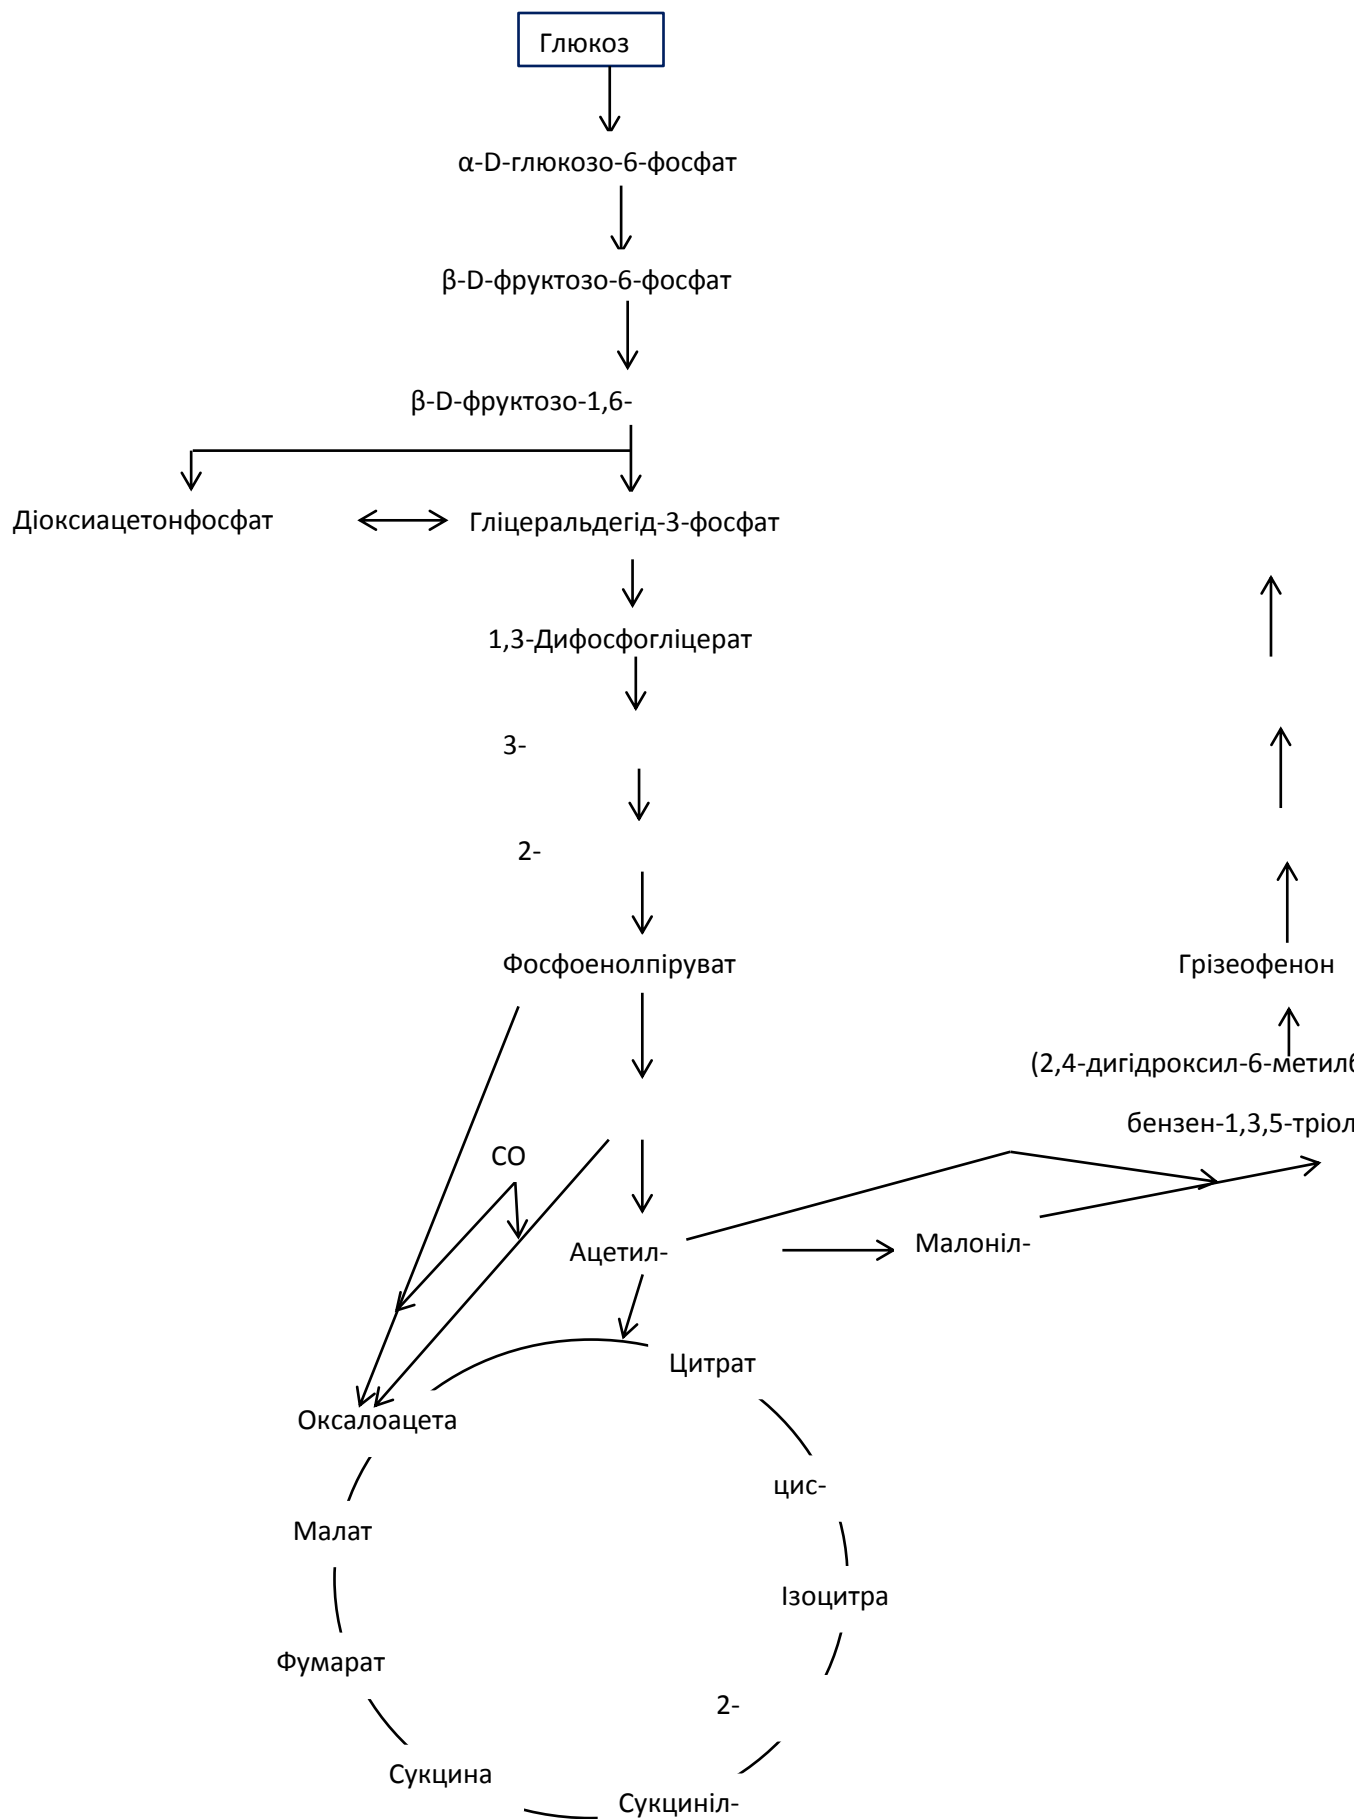 Глюкоз
α-D-глюкозо-6-фосфат
β-D-фруктозо-6-фосфат
β-D-фруктозо-1,6-
Діоксиацетонфосфат
Гліцеральдегід-3-фосфат
1,3-Дифосфогліцерат
3-
2-
Фосфоенолпіруват
Грізеофенон
(2,4-дигідроксил-6-метилб
бензен-1,3,5-тріол
СО
Ацетил-
Малоніл-
Цитрат
Оксалоацета
цис-
Малат
Ізоцитра
Фумарат
2-
Сукцина
Сукциніл-